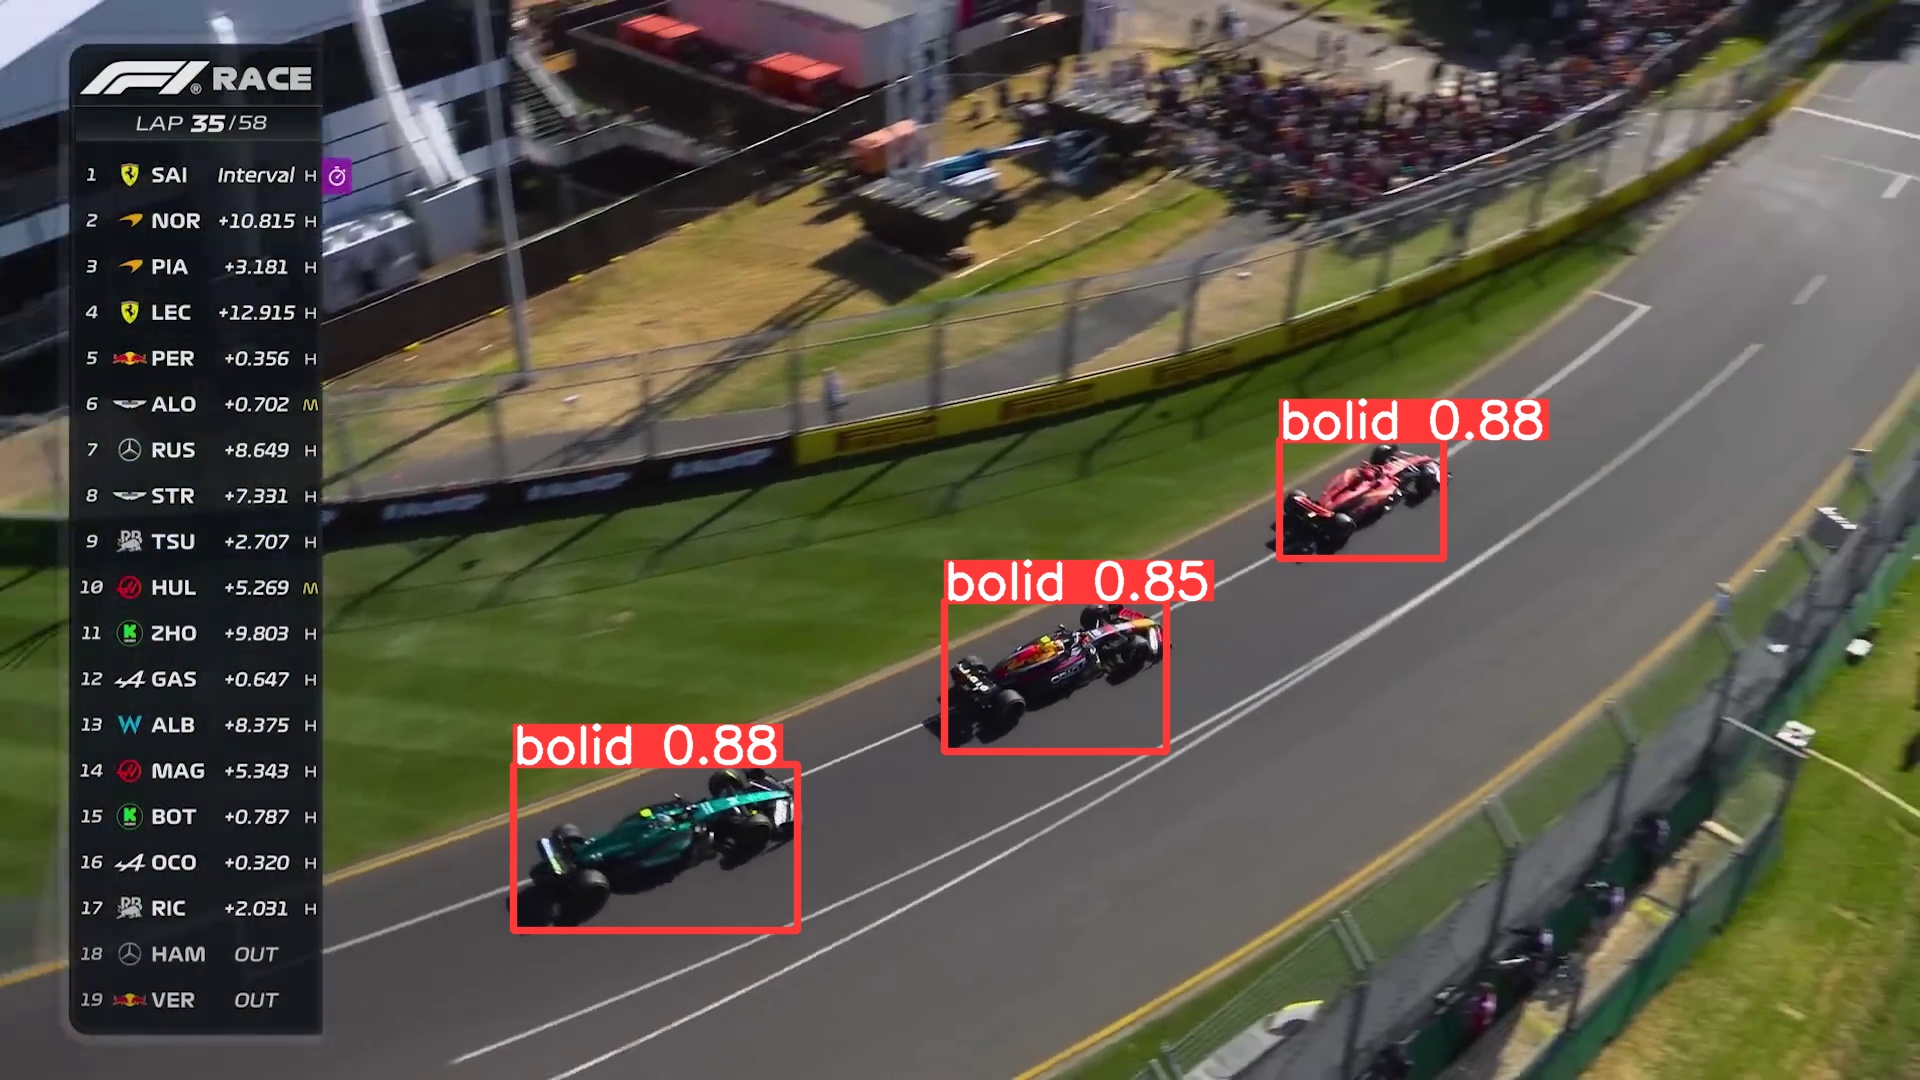 F1® RACE
LAP 35/58
1 SAI Interval H
2 NOR +10.815 H
3 PIA +3.181 H
4 LEC +12.915 H
5 PER +0.356 H
6 ALO +0.702 M
7 RUS +8.649 H
8 STR +7.331 H
9 RB TSU +2.707 H
10 HUL +5.269 M
11 K ZHO +9.803 H
12 GAS +0.647 H
13 W ALB +8.375 H
14 MAG +5.343 H
15 K BOT +0.787 H
16 OCO +0.320 H
17 RB RIC +2.031 H
18 HAM OUT
19 VER OUT
bolid 0.88
bolid 0.85
bolid 0.88